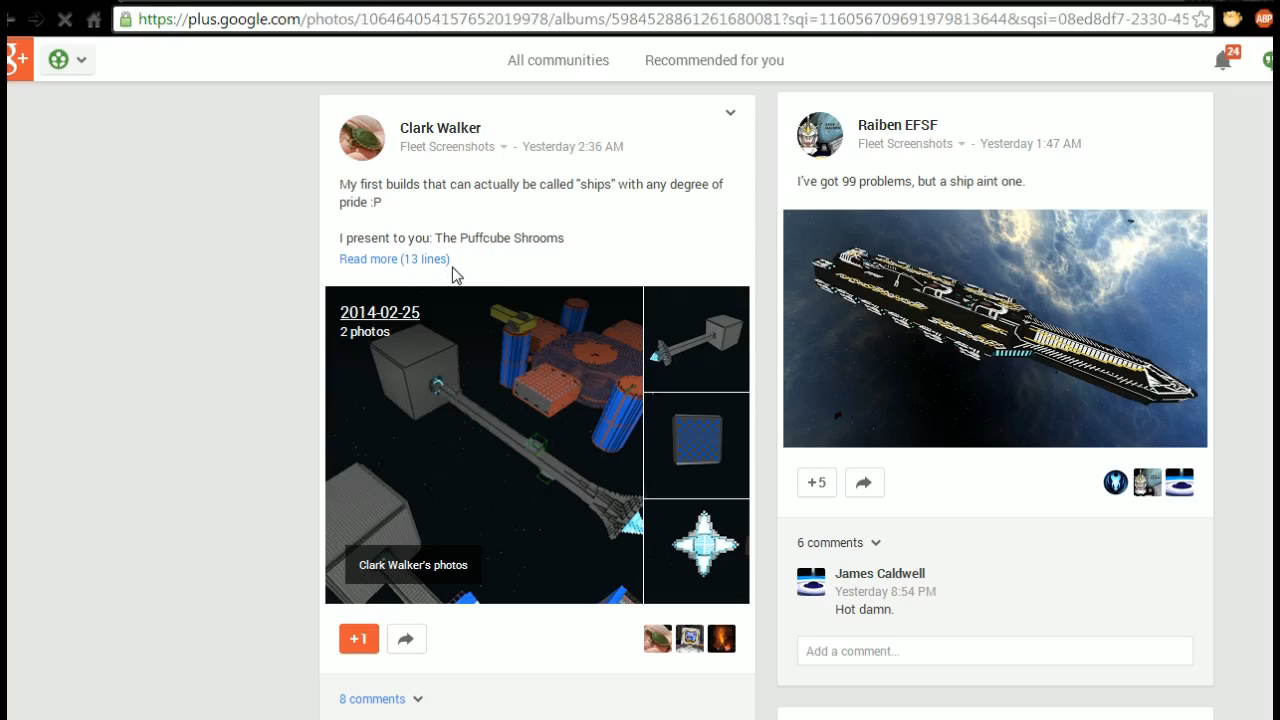 https://plus.google.com/photos/106464054157652019978/albums/5984528861261680081?sqi=116056709691979813644&sqsi=08ed8df7-2330-45
ABP
g+
All communities
Recommended for you
24
Clark Walker
Fleet Screenshots - Yesterday 2:36 AM
My first builds that can actually be called "ships" with any degree of
pride :P
I present to you: The Puffcube Shrooms
Read more (13 lines)
2014-02-25
2 photos
Clark Walker's photos
+1
8 comments
Raiben EFSF
Fleet Screenshots - Yesterday 1:47 AM
I've got 99 problems, but a ship aint one.
+5
6 comments
James Caldwell
Yesterday 8:54 PM
Hot damn.
Add a comment...